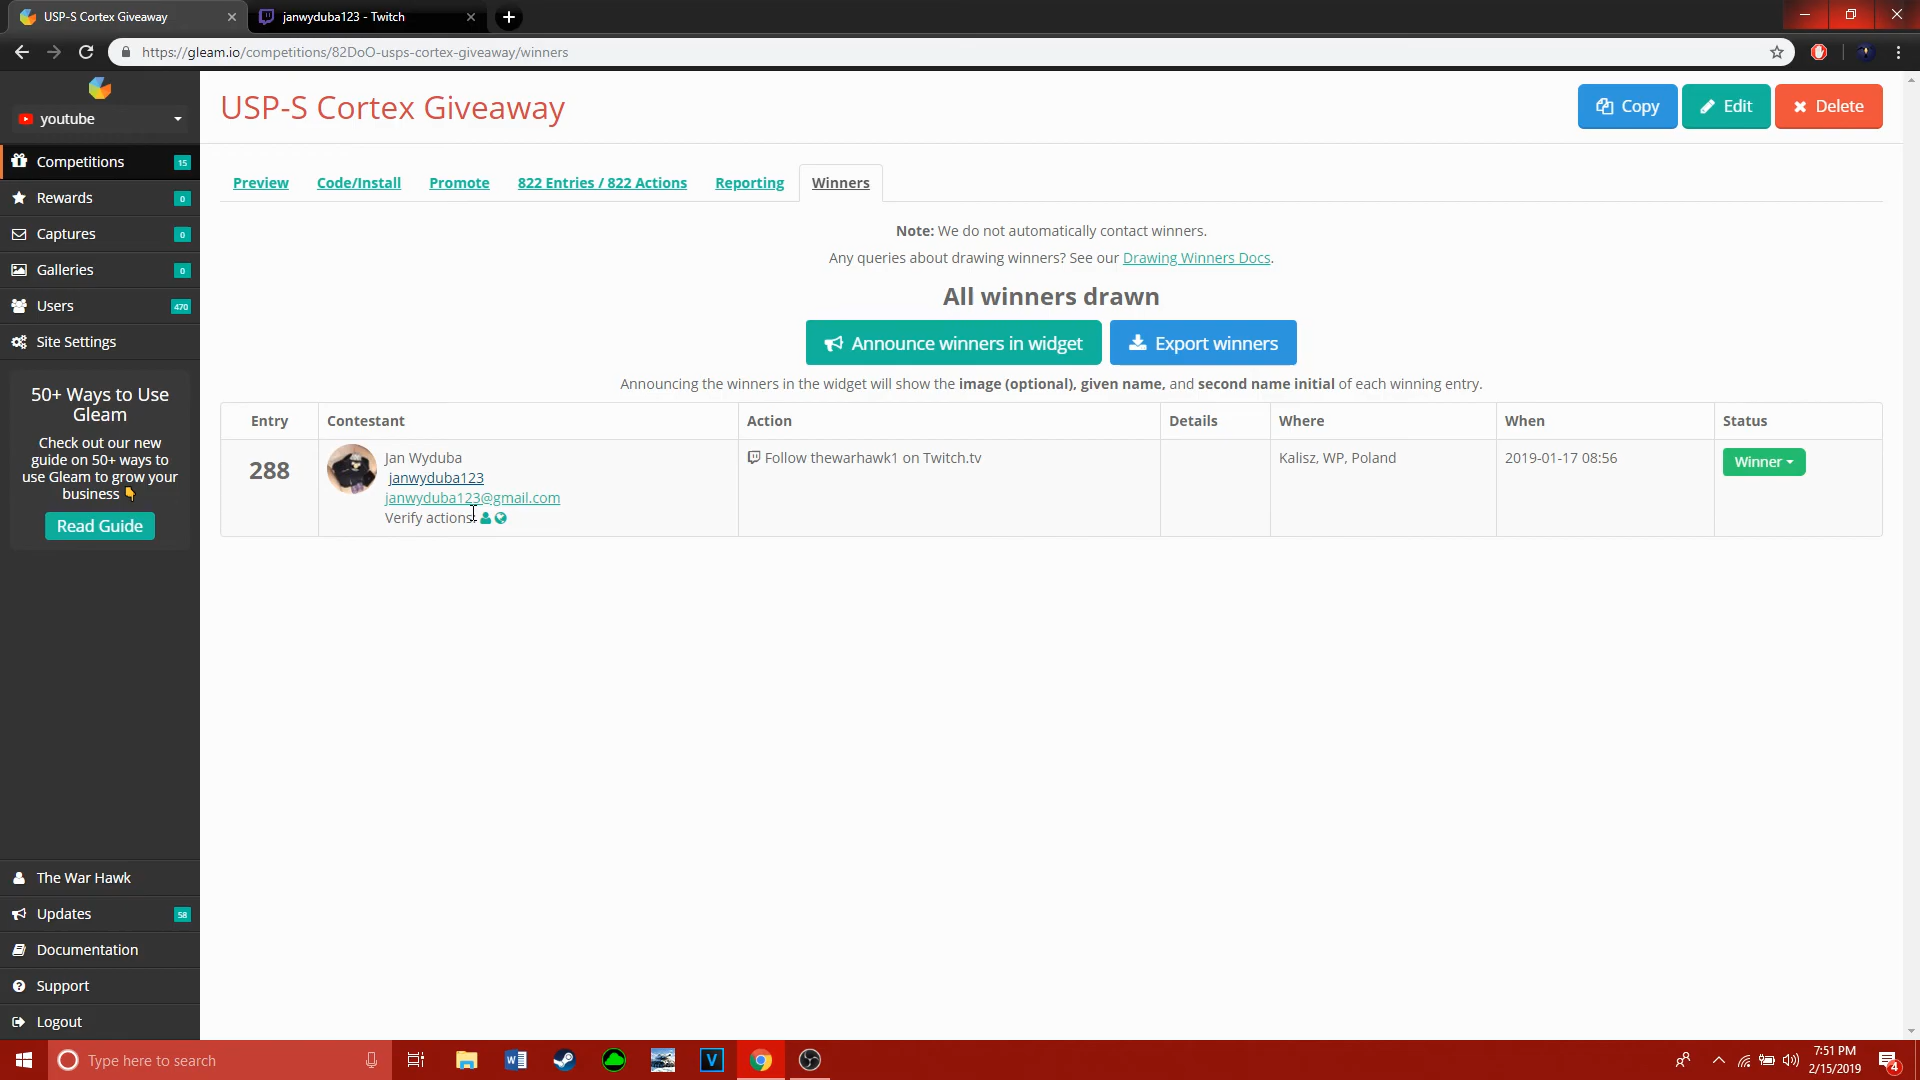 USP-S Cortex Giveaway
janwyduba123 - Twitch
https://gleam.io/competitions/82DoO-usps-cortex-giveaway/winners
youtube
Competitions 15
Rewards 0
Captures 0
Galleries 0
Users 470
Site Settings
50+ Ways to Use
Gleam
Check out our new
guide on 50+ ways to
use Gleam to grow your
business
Read Guide
The War Hawk
Updates 58
Documentation
Support
Logout
USP-S Cortex Giveaway
Copy Edit Delete
Preview Code/Install Promote 822 Entries / 822 Actions Reporting Winners
Note: We do not automatically contact winners.
Any queries about drawing winners? See our Drawing Winners Docs.
All winners drawn
Announce winners in widget Export winners
Announcing the winners in the widget will show the image (optional), given name, and second name initial of each winning entry.
Entry Contestant Action Details Where When Status
288 Jan Wyduba Follow thewarhawk1 on Twitch.tv Kalisz, WP, Poland 2019-01-17 08:56 Winner
janwyduba123
janwyduba123@gmail.com
Verify actions
Type here to search
7:51 PM
2/15/2019
4